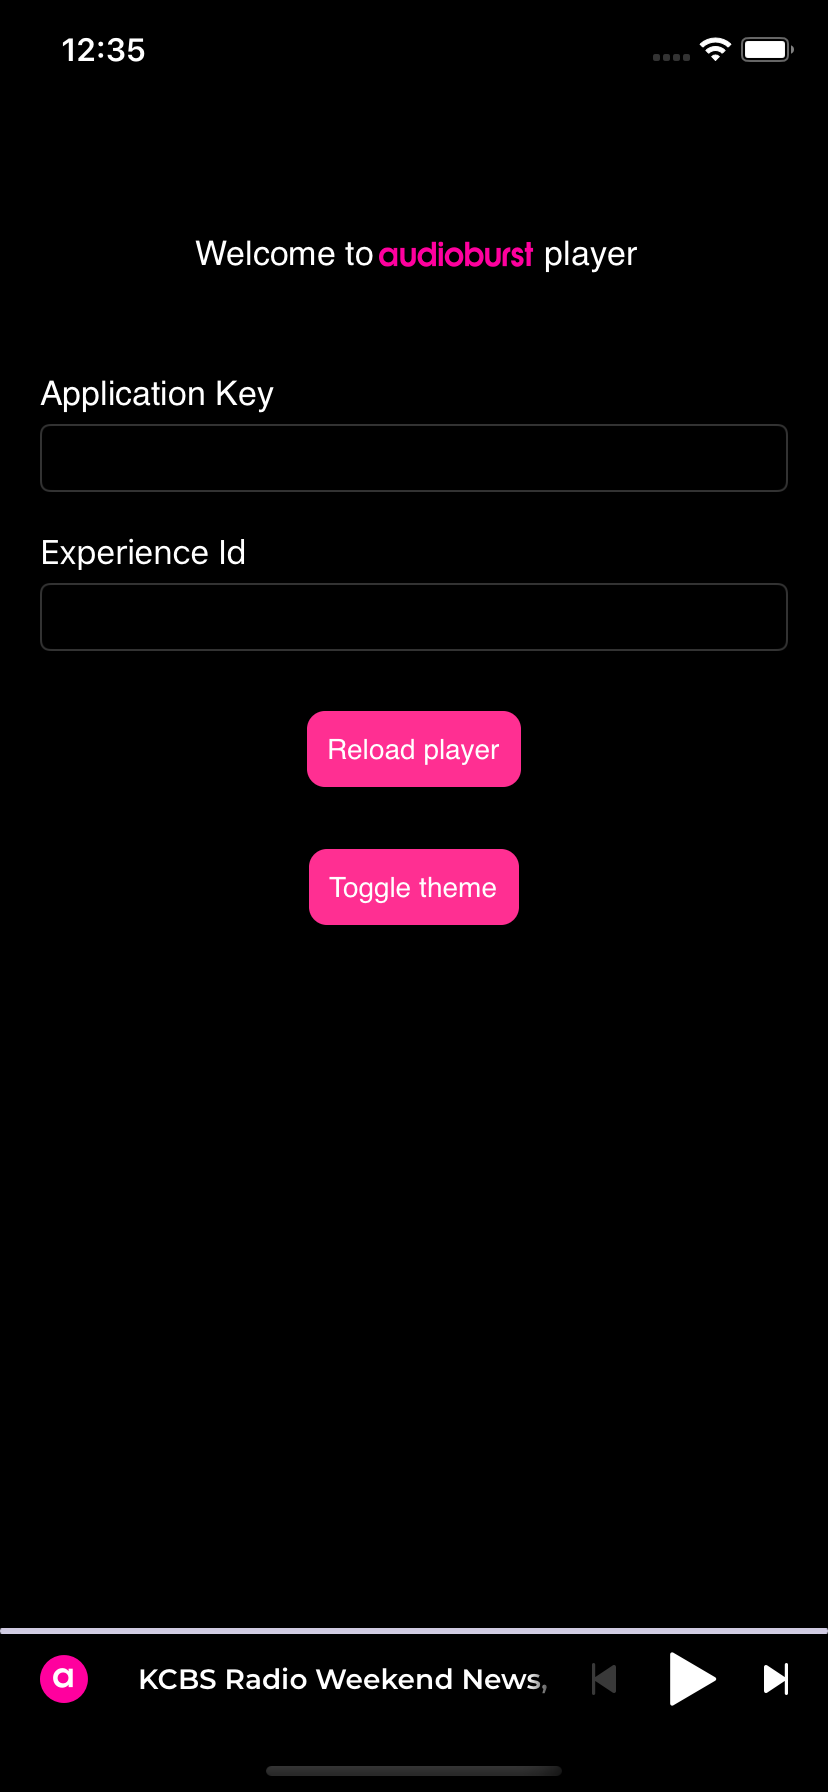 12:35
Welcome to audioburst player
Application Key
Experience Id
Reload player
Toggle theme
a
KCBS Radio Weekend News,